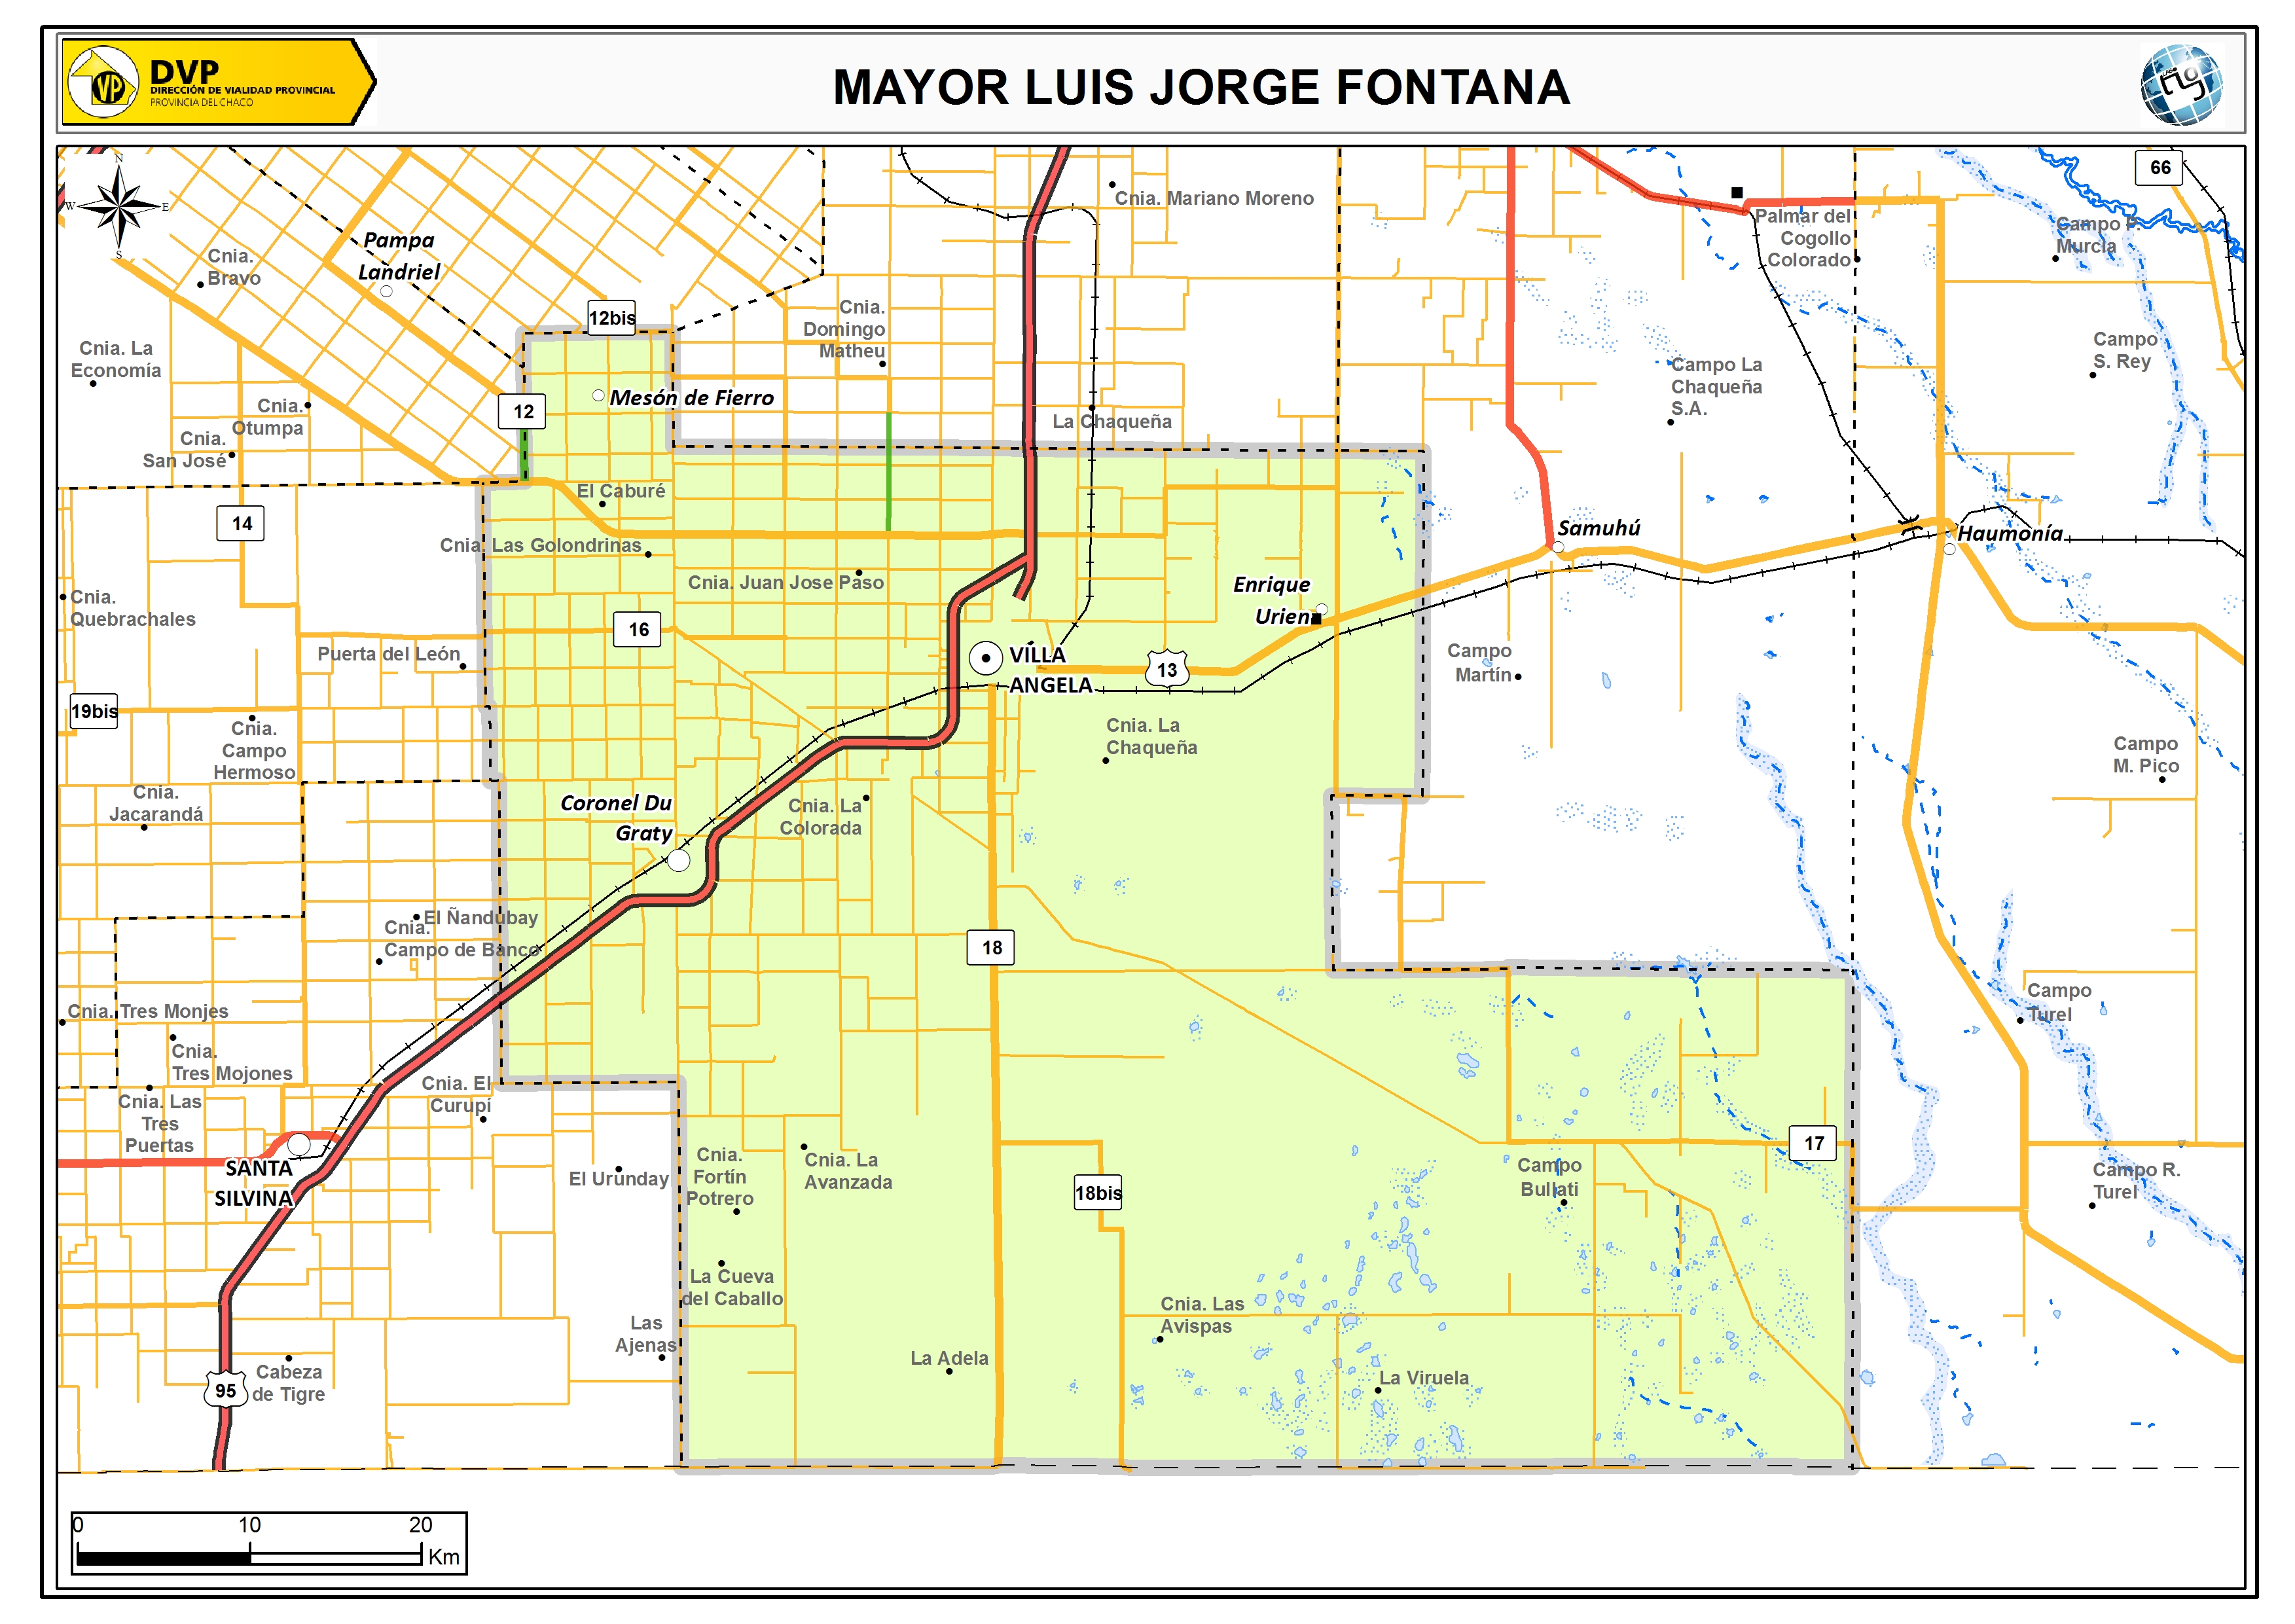 DVP
DIRECCIÓN DE VIALIDAD PROVINCIAL
PROVINCIA DEL CHACO
MAYOR LUIS JORGE FONTANA
N
W
E
S
66
Cnia. Mariano Moreno
Palmar del
Cogollo
Colorado
Campo P.
Murcia
Pampa
Landriel
Cnia.
Bravo
12bis
Cnia.
Domingo
Matheu
Cnia. La
Economía
Campo
S. Rey
Campo La
Chaqueña
S.A.
Mesón de Fierro
12
Cnia.
Otumpa
La Chaqueña
Cnia.
San José
El Caburé
14
Samuhú
Haumonía
Cnia. Las Golondrinas
Cnia. Juan Jose Paso
Enrique
Urien
Cnia.
Quebrachales
16
Puerta del León
VILLA
ANGELA
13
Campo
Martín
19bis
Cnia.
Campo
Hermoso
Cnia. La
Chaqueña
Campo
M. Pico
Cnia.
Jacarandá
Coronel Du
Graty
Cnia. La
Colorada
El Ñandubay
Cnia.
Campo de Banco
18
Cnia. Tres Monjes
Campo
Turel
Cnia.
Tres Mojones
Cnia. El
Curupí
Cnia. Las
Tres
Puertas
17
SANTA
SILVINA
El Urunday
Cnia.
Fortín
Potrero
Cnia. La
Avanzada
18bis
Campo
Bullati
Campo R.
Turel
La Cueva
del Caballo
Cnia. Las
Avispas
Las
Ajenas
La Adela
La Viruela
95
Cabeza
de Tigre
0 10 20
Km